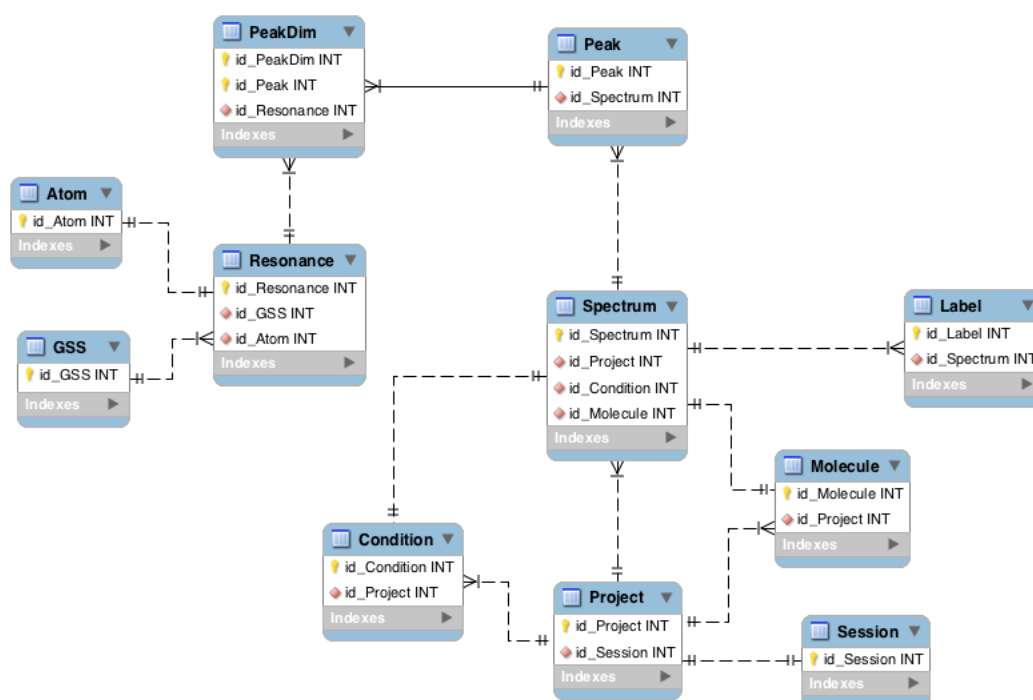 PeakDim
id_PeakDim INT
id_Peak INT
id_Resonance INT
Indexes
Peak
id_Peak INT
id_Spectrum INT
Indexes
Atom
id_Atom INT
Indexes
Resonance
id_Resonance INT
id_GSS INT
id_Atom INT
Indexes
GSS
id_GSS INT
Indexes
Spectrum
id_Spectrum INT
id_Project INT
id_Condition INT
id_Molecule INT
Indexes
Label
id_Label INT
id_Spectrum INT
Indexes
Molecule
id_Molecule INT
id_Project INT
Indexes
Condition
id_Condition INT
id_Project INT
Indexes
Project
id_Project INT
id_Session INT
Indexes
Session
id_Session INT
Indexes